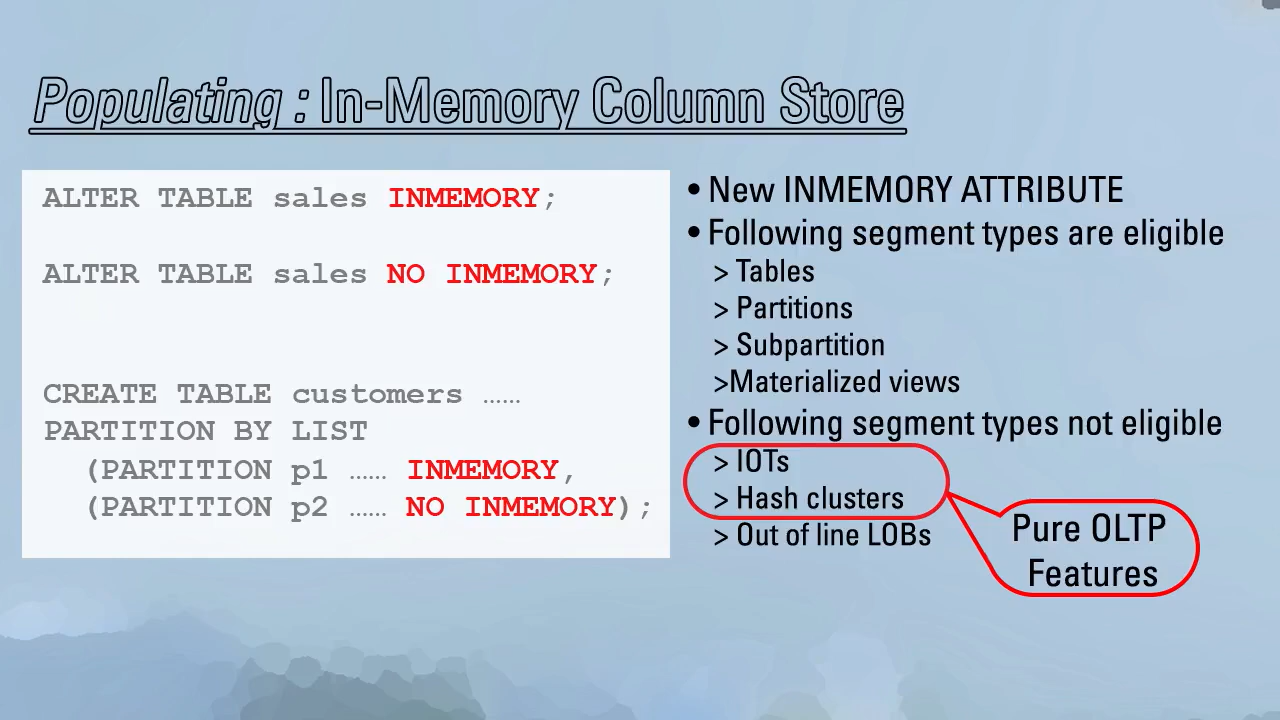 Populating : In-Memory Column Store
ALTER TABLE sales INMEMORY;
ALTER TABLE sales NO INMEMORY;
CREATE TABLE customers ……
PARTITION BY LIST
(PARTITION p1 …… INMEMORY,
(PARTITION p2 …… NO INMEMORY);
• New INMEMORY ATTRIBUTE
• Following segment types are eligible
> Tables
> Partitions
> Subpartition
>Materialized views
• Following segment types not eligible
> IOTs
> Hash clusters
> Out of line LOBs
Pure OLTP
Features